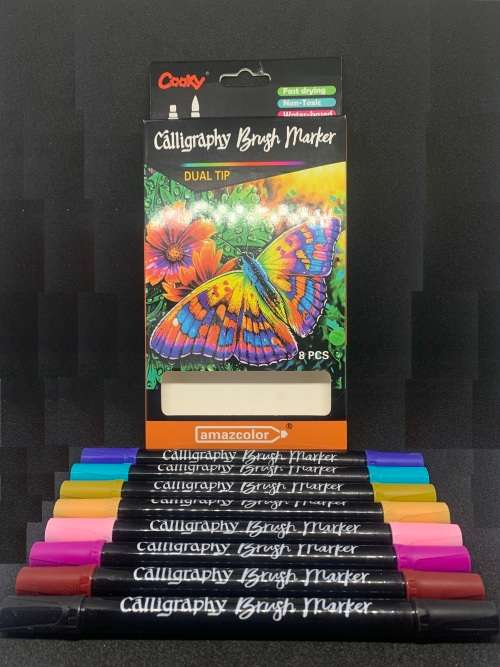 Cooky
Fast drying
Non-Toxic
Water-based
Calligraphy Brush Marker
DUAL TIP
8 PCS
amazcolor®
Calligraphy Brush Marker
Calligraphy Brush Marker
Calligraphy Brush Marker
Calligraphy Brush Marker
Calligraphy Brush Marker
Calligraphy Brush Marker
Calligraphy Brush Marker
Calligraphy Brush Marker